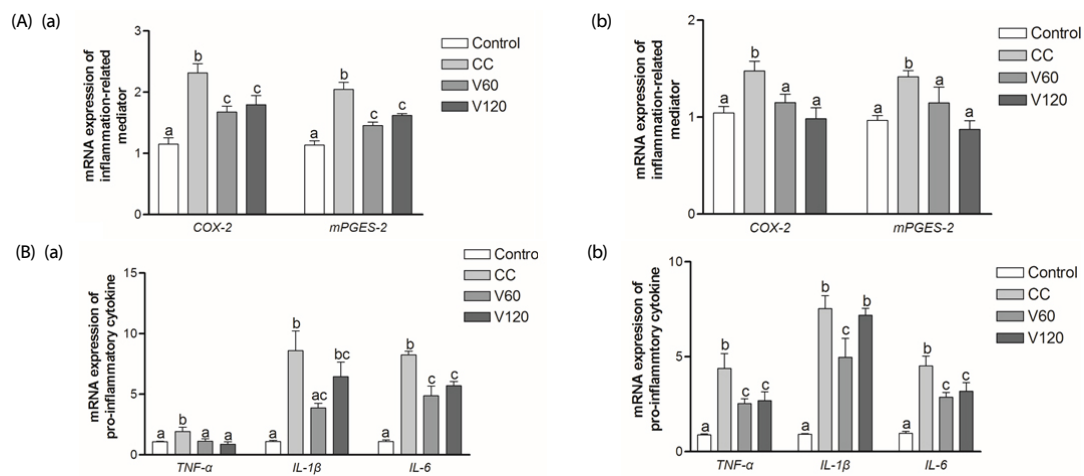 (A) (a)
mRNA expression of
inflammation-related
mediator
3
2
1
0
a
b
c
c
a
b
c
c
COX-2
mPGES-2
Control
CC
V60
V120
(b)
mRNA expression of
inflammation-related
mediator
2
1
0
a
b
a
a
a
b
a
a
COX-2
mPGES-2
Control
CC
V60
V120
(B) (a)
mRNA expression of
pro-inflammatory cytokine
15
10
5
0
a
b
a
a
a
b
ac
bc
a
b
c
c
TNF-α
IL-1β
IL-6
Contro
CC
V60
V120
(b)
mRNA expresison of
pro-inflammtory cytokine
10
5
0
a
b
c
c
a
b
c
b
a
b
c
c
TNF-α
IL-1β
IL-6
Control
CC
V60
V120